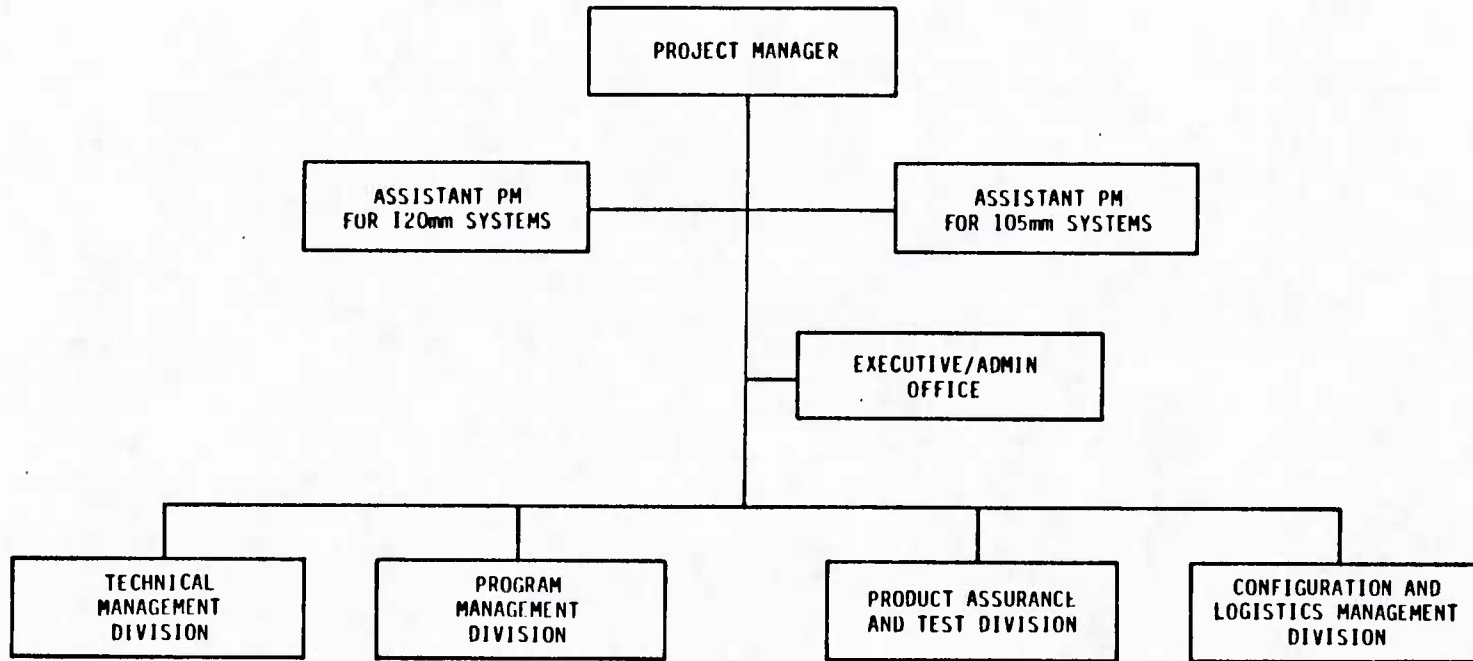 PROJECT MANAGER
ASSISTANT PM
FOR 120mm SYSTEMS
ASSISTANT PM
FOR 105mm SYSTEMS
EXECUTIVE/ADMIN
OFFICE
TECHNICAL
MANAGEMENT
DIVISION
PROGRAM
MANAGEMENT
DIVISION
PRODUCT ASSURANCE
AND TEST DIVISION
CONFIGURATION AND
LOGISTICS MANAGEMENT
DIVISION